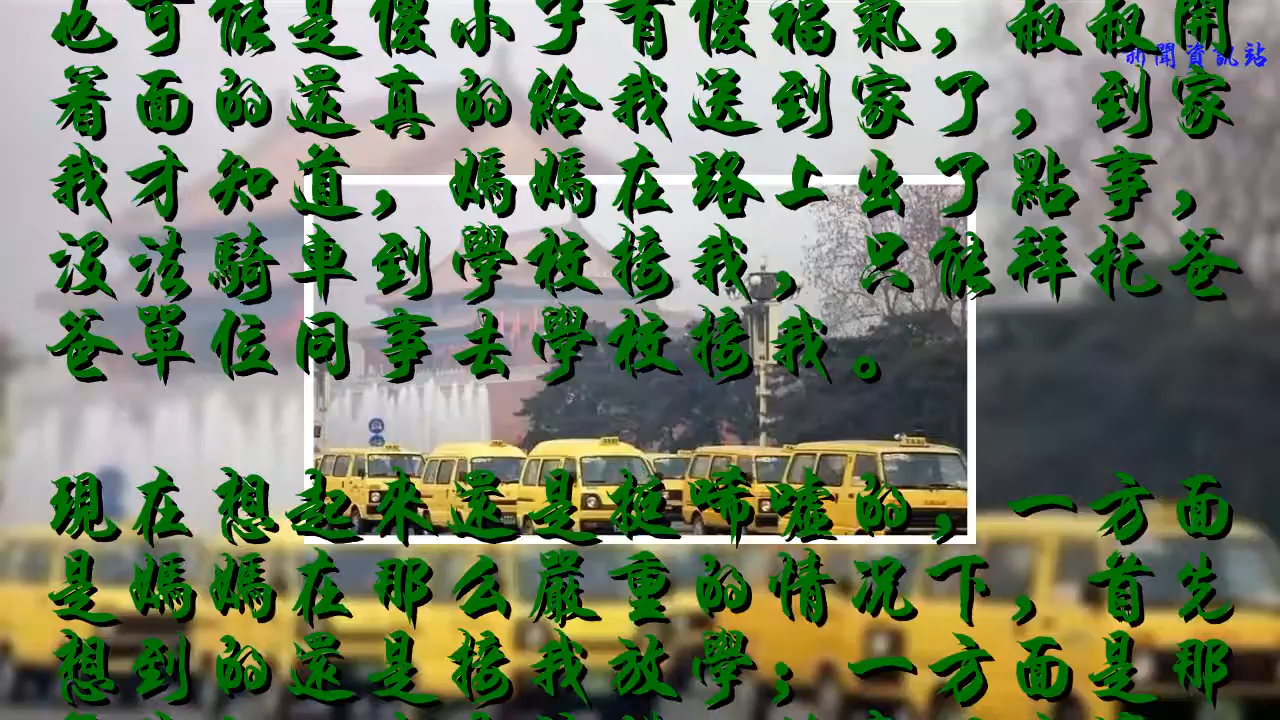 也可能是傻小子有傻福氣，叔叔開
新聞資訊站
着面的還真的給我送到家了，到家
我才知道，媽媽在路上出了點事，
沒法騎車到學校接我，只能拜托爸
爸單位同事去學校接我。
現在想起來還是挺唏噓的，一方面
是媽媽在那么嚴重的情况下，首先
想到的還是接我放學；一方面是那